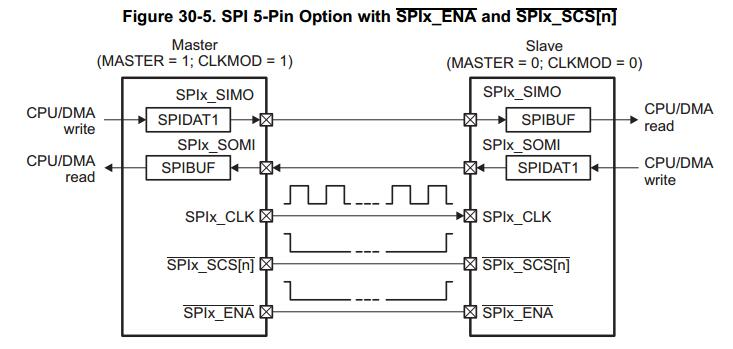 Figure 30-5. SPI 5-Pin Option with SPIx_ENA and SPIx_SCS[n]
Master
(MASTER = 1; CLKMOD = 1)
Slave
(MASTER = 0; CLKMOD = 0)
SPIx_SIMO
SPIx_SIMO
CPU/DMA
write
SPIDAT1
SPIBUF
CPU/DMA
read
SPIx_SOMI
SPIx_SOMI
CPU/DMA
read
SPIBUF
SPIDAT1
CPU/DMA
write
SPIx_CLK
SPIx_CLK
SPIx_SCS[n]
SPIx_SCS[n]
SPIx_ENA
SPIx_ENA